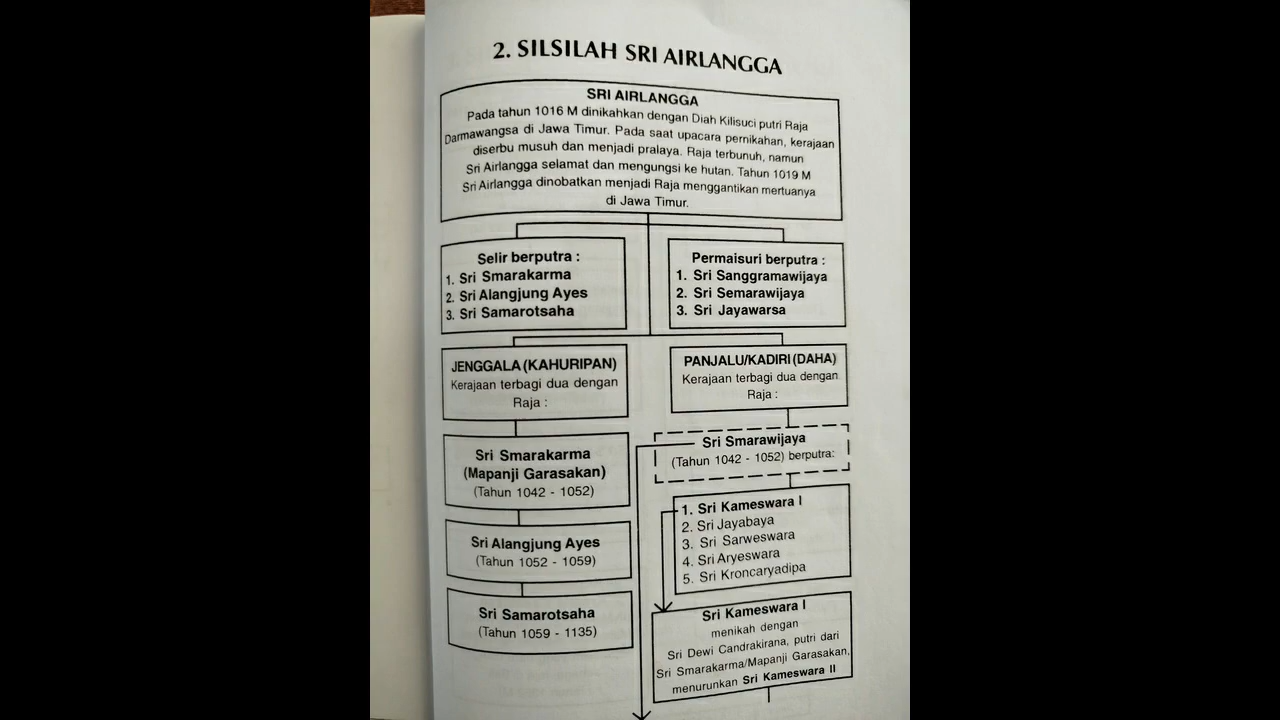 2. SILSILAH SRI AIRLANGGA
SRI AIRLANGGA
Pada tahun 1016 M dinikahkan dengan Diah Kilisuci putri Raja
Darmawangsa di Jawa Timur. Pada saat upacara pernikahan, kerajaan
diserbu musuh dan menjadi pralaya. Raja terbunuh, namun
Sri Airlangga selamat dan mengungsi ke hutan. Tahun 1019 M
Sri Airlangga dinobatkan menjadi Raja menggantikan mertuanya
di Jawa Timur.
Selir berputra :
1. Sri Smarakarma
2. Sri Alangjung Ayes
3. Sri Samarotsaha
Permaisuri berputra :
1. Sri Sanggramawijaya
2. Sri Semarawijaya
3. Sri Jayawarsa
JENGGALA (KAHURIPAN)
Kerajaan terbagi dua dengan
Raja :
PANJALU/KADIRI (DAHA)
Kerajaan terbagi dua dengan
Raja :
Sri Smarakarma
(Mapanji Garasakan)
(Tahun 1042 - 1052)
Sri Alangjung Ayes
(Tahun 1052 - 1059)
Sri Samarotsaha
(Tahun 1059 - 1135)
Sri Smarawijaya
(Tahun 1042 - 1052) berputra:
1. Sri Kameswara I
2. Sri Jayabaya
3. Sri Sarweswara
4. Sri Aryeswara
5. Sri Kroncaryadipa
Sri Kameswara I
menikah dengan
Sri Dewi Candrakirana, putri dari
Sri Smarakarma/Mapanji Garasakan,
menurunkan Sri Kameswara II